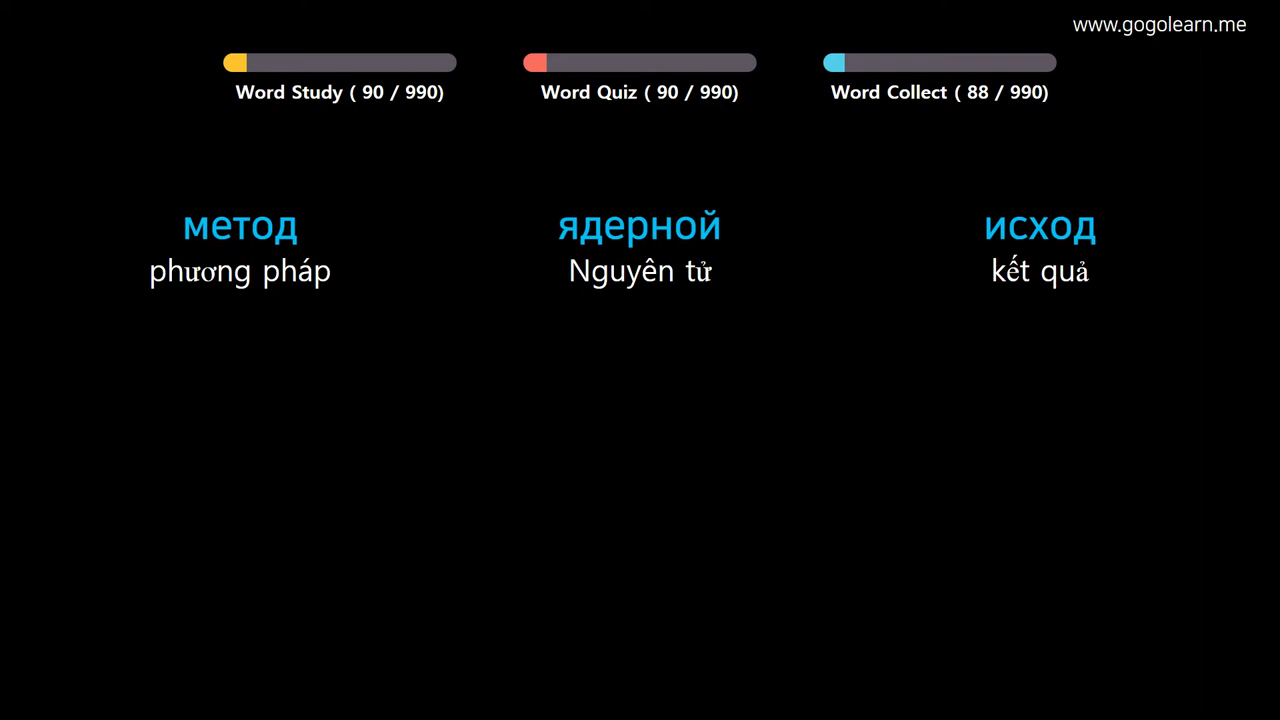 www.gogolearn.me
Word Study ( 90 / 990)
Word Quiz ( 90 / 990)
Word Collect ( 88 / 990)
метод
phương pháp
ядерной
Nguyên tử
исход
kết quả